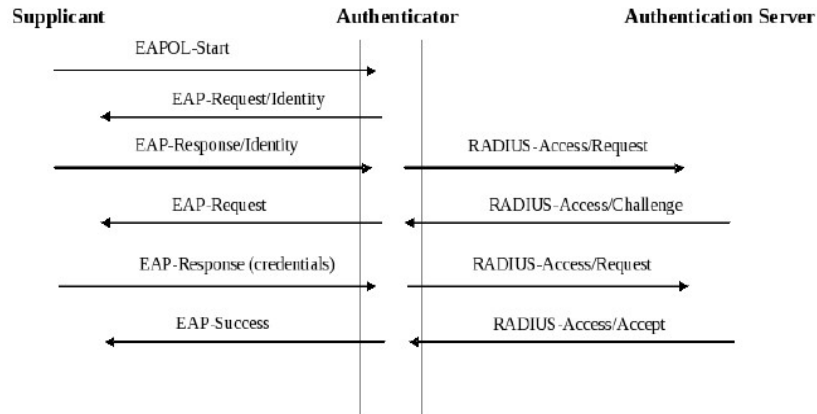 Supplicant Authenticator Authentication Server
EAPOL-Start
EAP-Request/Identity
EAP-Response/Identity RADIUS-Access/Request
EAP-Request RADIUS-Access/Challenge
EAP-Response (credentials) RADIUS-Access/Request
EAP-Success RADIUS-Access/Accept